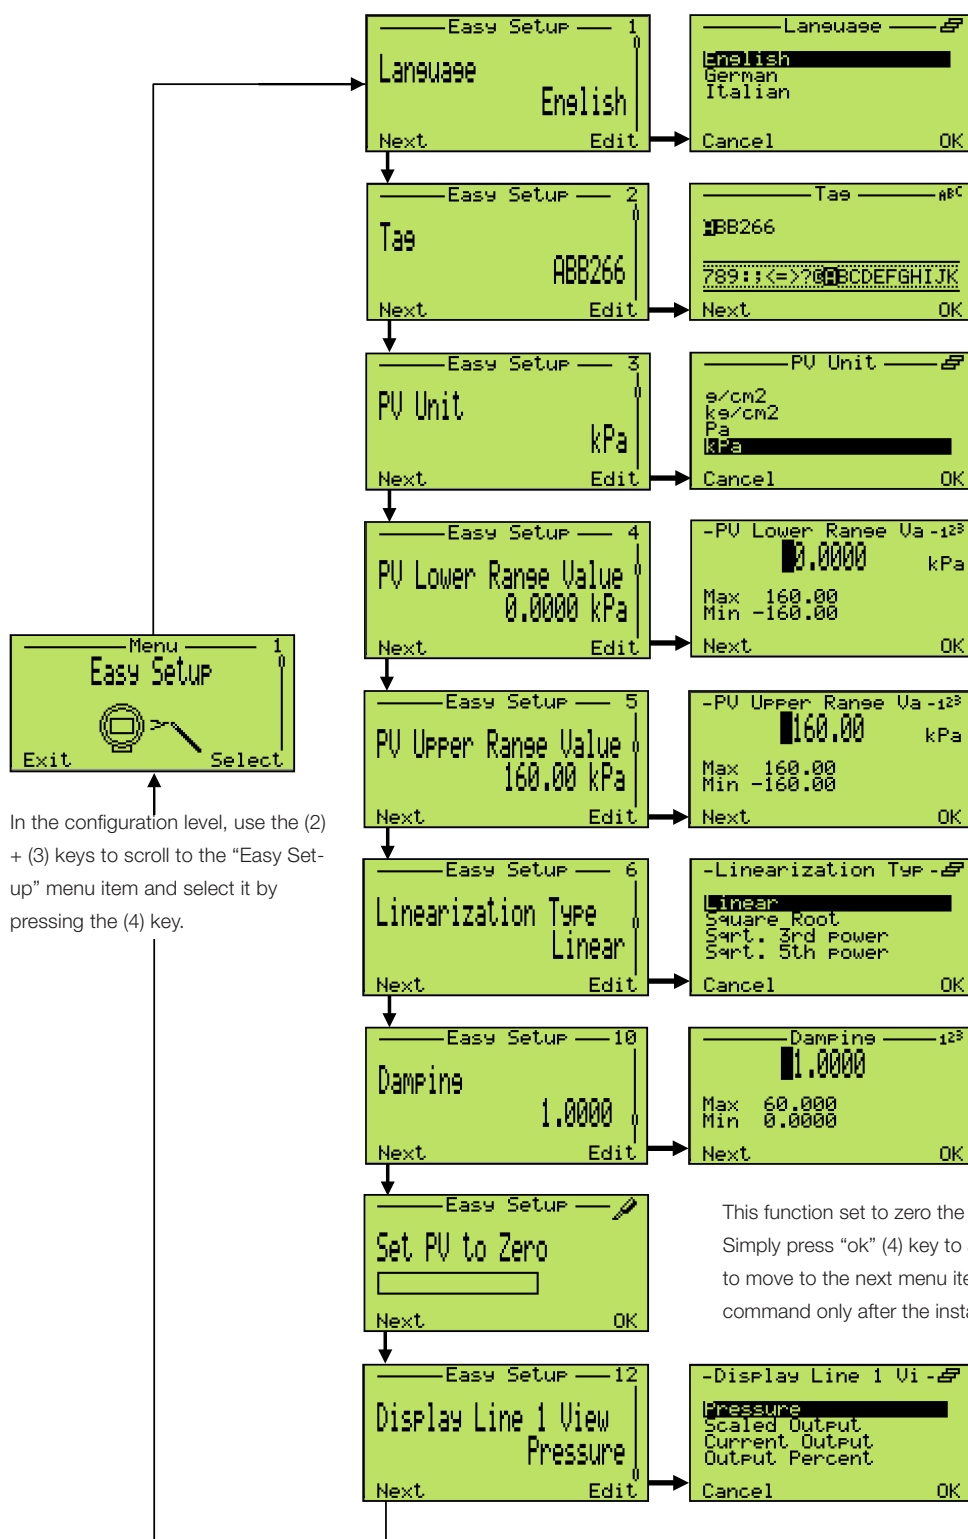 Easy Setup 1
Language
English
Next Edit
Language
English
German
Italian
Cancel OK
Easy Setup 2
Tag
ABB266
Next Edit
Tag ABC
ABB266
789:;<=>?@ABCDEFGHIJK
Next OK
Easy Setup 3
PV Unit
kPa
Next Edit
PV Unit
g/cm2
kg/cm2
Pa
kPa
Cancel OK
Easy Setup 4
PV Lower Range Value
0.0000 kPa
Next Edit
-PV Lower Range Va-123
0.0000 kPa
Max 160.00
Min -160.00
Next OK
Menu 1
Easy Setup
Exit Select
In the configuration level, use the (2)
+ (3) keys to scroll to the “Easy Set-
up” menu item and select it by
pressing the (4) key.
Easy Setup 5
PV Upper Range Value
160.00 kPa
Next Edit
-PV Upper Range Va-123
160.00 kPa
Max 160.00
Min -160.00
Next OK
Easy Setup 6
Linearization Type
Linear
Next Edit
-Linearization Typ-
Linear
Square Root
Sqrt. 3rd power
Sqrt. 5th power
Cancel OK
Easy Setup 10
Damping
1.0000
Next Edit
Damping 123
1.0000
Max 60.000
Min 0.0000
Next OK
Easy Setup
Set PV to Zero
Next OK
This function set to zero the
Simply press “ok” (4) key to
to move to the next menu
command only after the
Easy Setup 12
Display Line 1 View
Pressure
Next Edit
-Display Line 1 Vi-
Pressure
Scaled Output
Current Output
Output Percent
Cancel OK